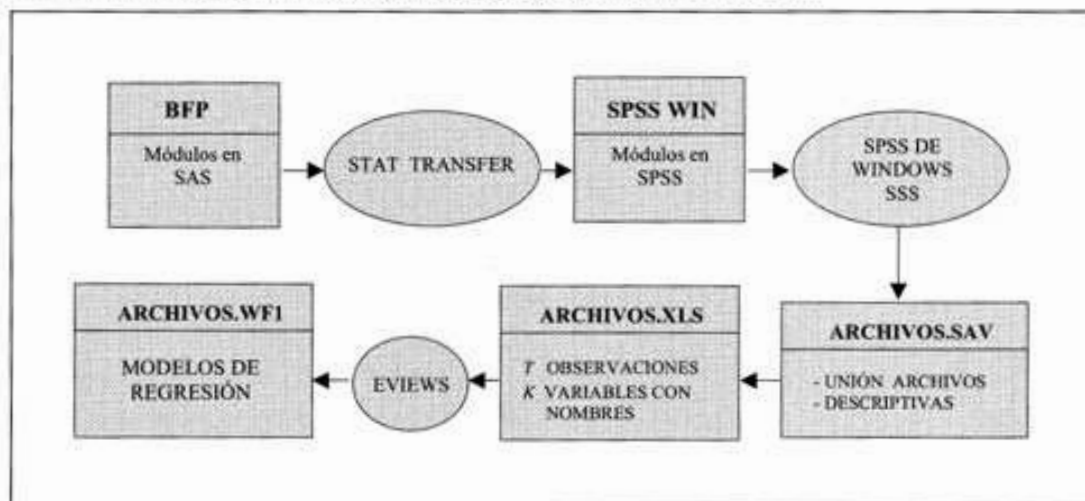 BFP
Módulos en
SAS
STAT TRANSFER
SPSS WIN
Módulos en
SPSS
SPSS DE
WINDOWS
SSS
ARCHIVOS.WF1
MODELOS DE
REGRESIÓN
EVIEWS
ARCHIVOS.XLS
T OBSERVACIONES
K VARIABLES CON
NOMBRES
ARCHIVOS.SAV
- UNIÓN ARCHIVOS
- DESCRIPTIVAS